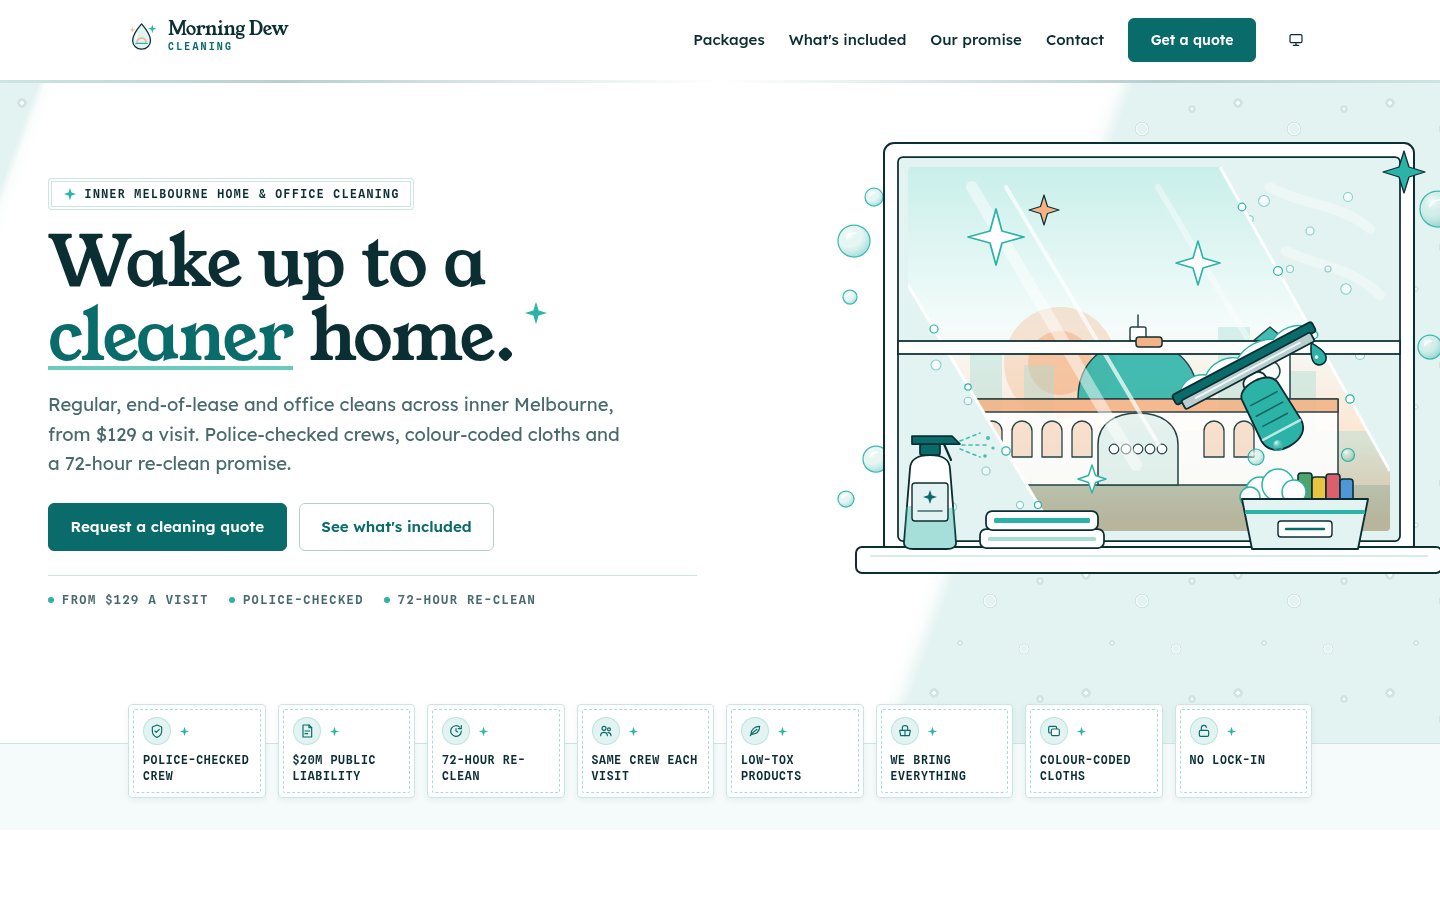 Morning Dew
CLEANING
Packages
What's included
Our promise
Contact
Get a quote
INNER MELBOURNE HOME & OFFICE CLEANING
Wake up to a
cleaner home.
Regular, end-of-lease and office cleans across inner Melbourne,
from $129 a visit. Police-checked crews, colour-coded cloths and
a 72-hour re-clean promise.
Request a cleaning quote
See what's included
FROM $129 A VISIT
POLICE-CHECKED
72-HOUR RE-CLEAN
POLICE-CHECKED
CREW
$20M PUBLIC
LIABILITY
72-HOUR RE-
CLEAN
SAME CREW EACH
VISIT
LOW-TOX
PRODUCTS
WE BRING
EVERYTHING
COLOUR-CODED
CLOTHS
NO LOCK-IN